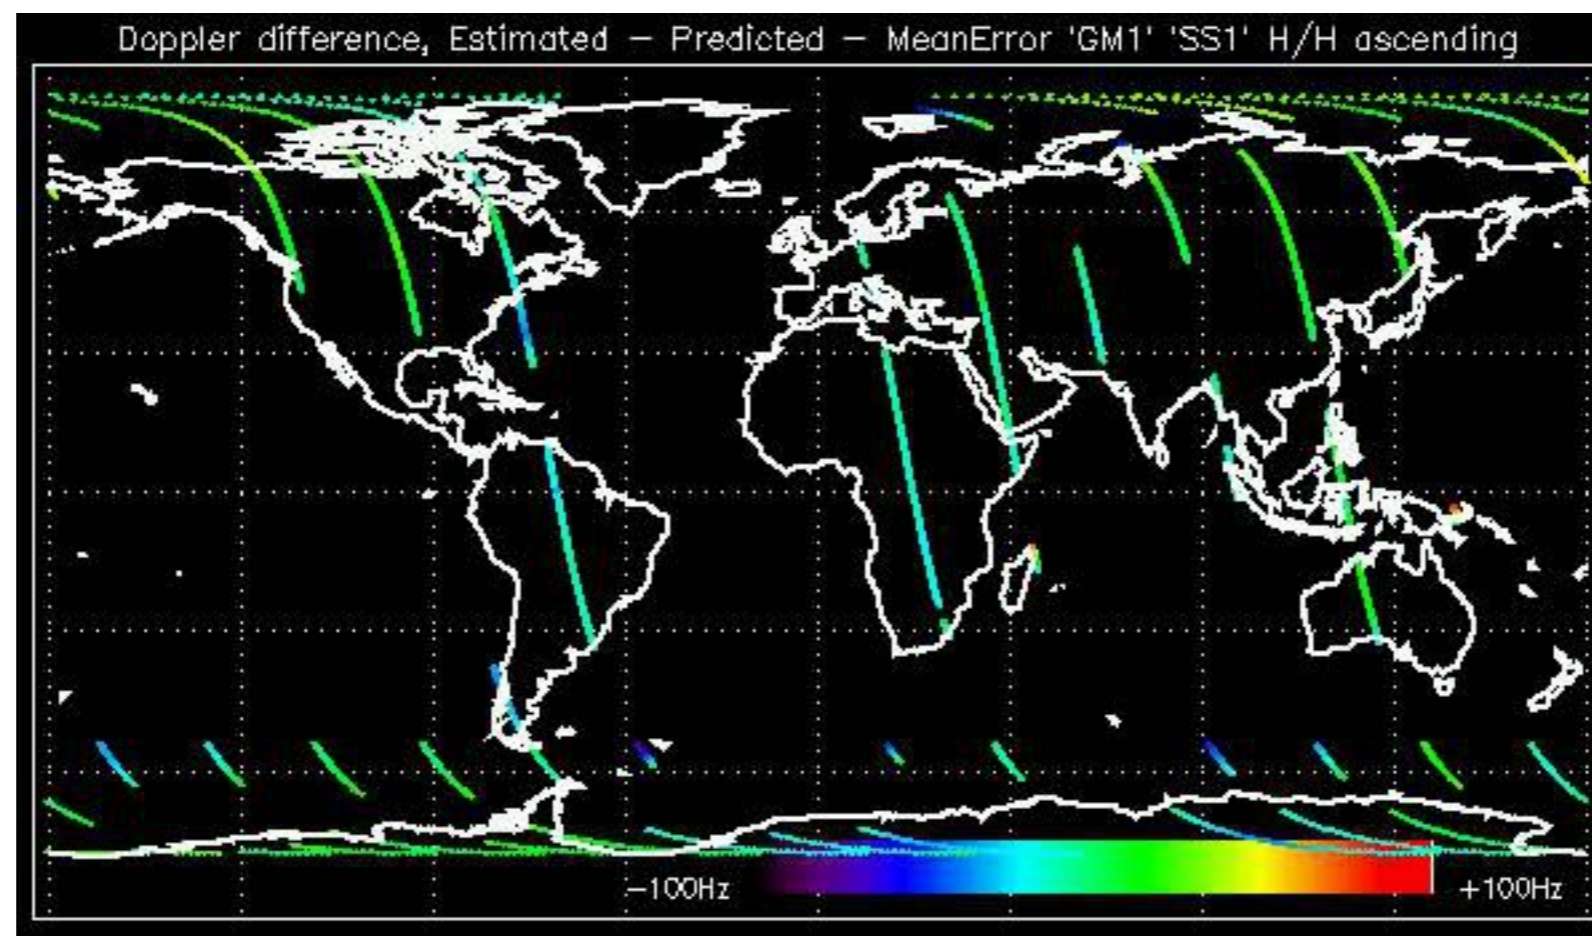 Doppler difference, Estimated — Predicted — MeanError 'GM1' 'SS1' H/H ascending
−100Hz
+100Hz